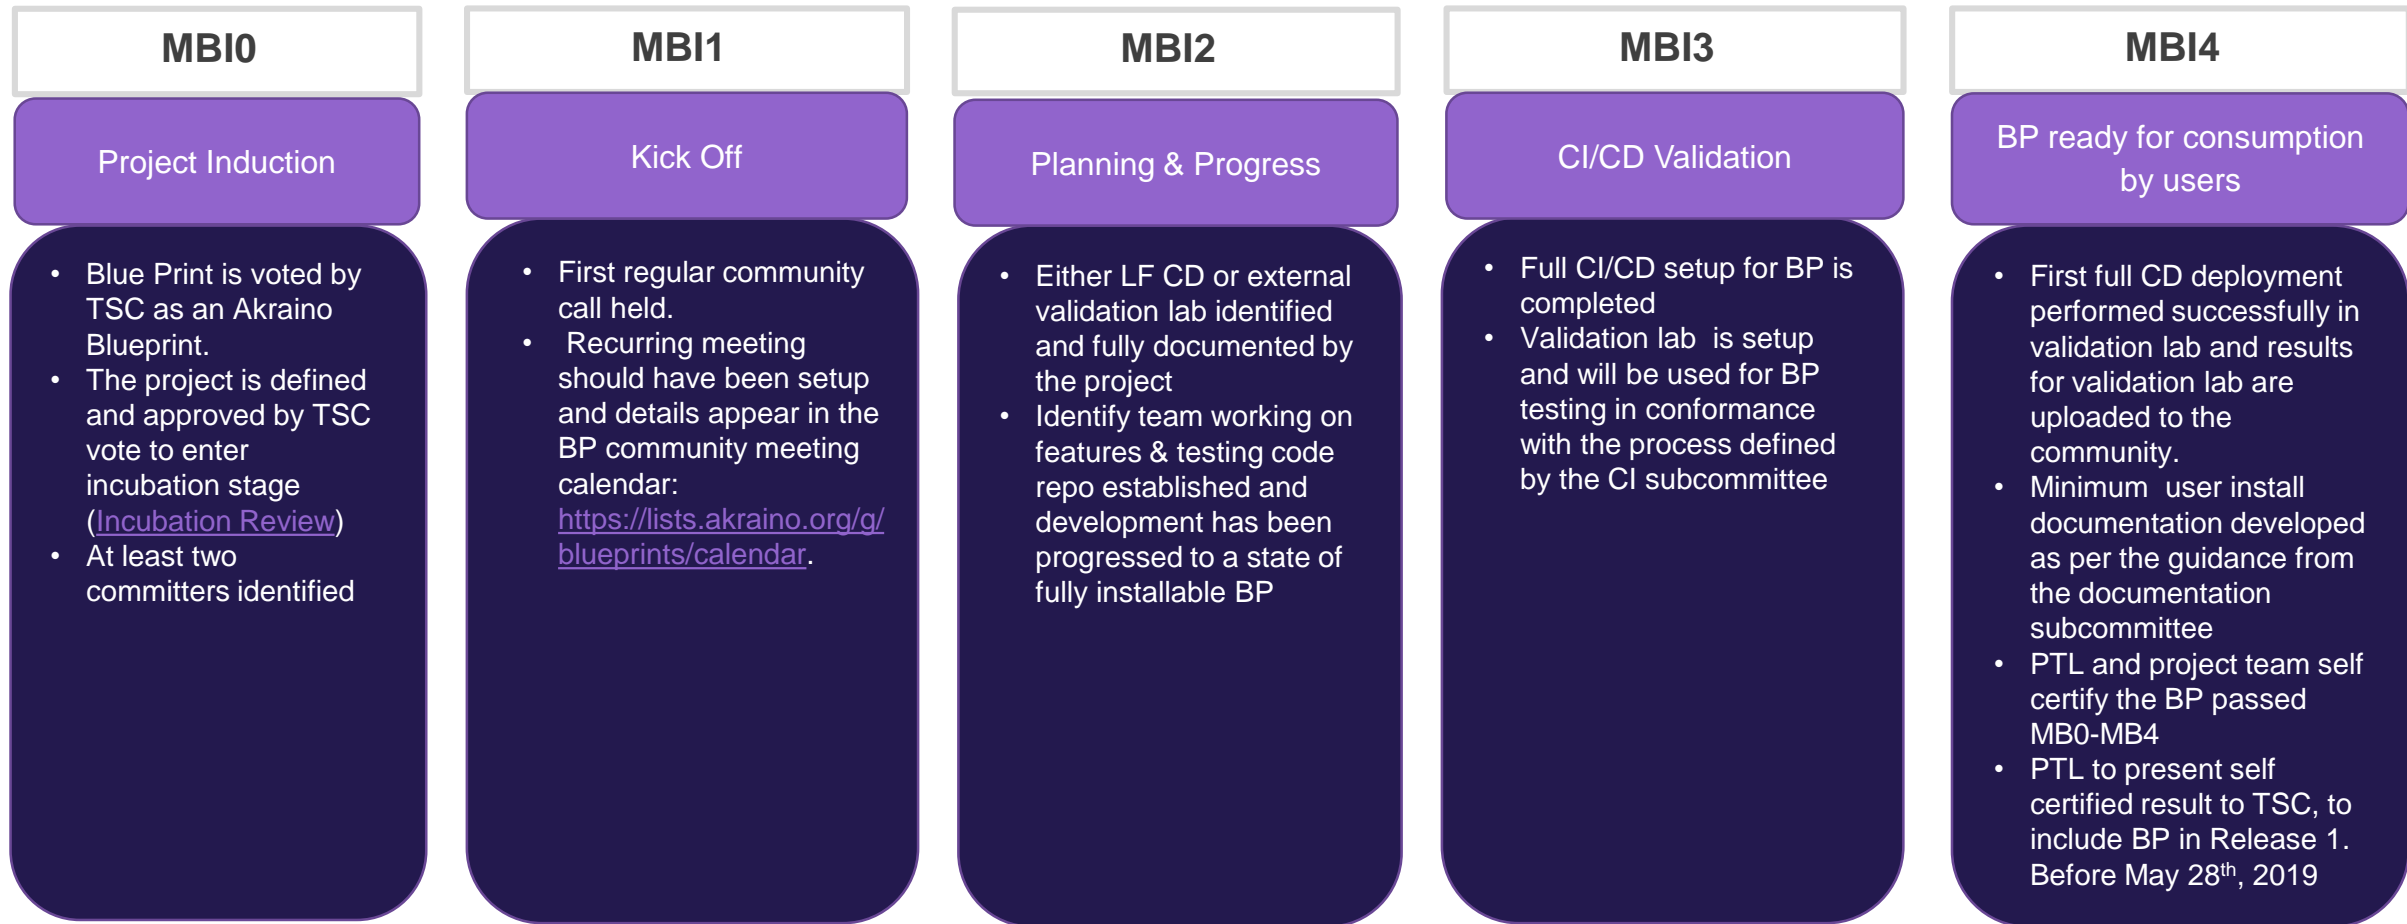 MBI0
Project Induction
• Blue Print is voted by
TSC as an Akraino
Blueprint.
• The project is defined
and approved by TSC
vote to enter
incubation stage
(Incubation Review)
• At least two
committers identified
MBI1
Kick Off
• First regular community
call held.
• Recurring meeting
should have been setup
and details appear in the
BP community meeting
calendar:
https://lists.akraino.org/g/
blueprints/calendar.
MBI2
Planning & Progress
• Either LF CD or external
validation lab identified
and fully documented by
the project
• Identify team working on
features & testing code
repo established and
development has been
progressed to a state of
fully installable BP
MBI3
CI/CD Validation
• Full CI/CD setup for BP is
completed
• Validation lab is setup
and will be used for BP
testing in conformance
with the process defined
by the CI subcommittee
MBI4
BP ready for consumption
by users
• First full CD deployment
performed successfully in
validation lab and results
for validation lab are
uploaded to the
community.
• Minimum user install
documentation developed
as per the guidance from
the documentation
subcommittee
• PTL and project team self
certify the BP passed
MB0-MB4
• PTL to present self
certified result to TSC, to
include BP in Release 1.
Before May 28th, 2019